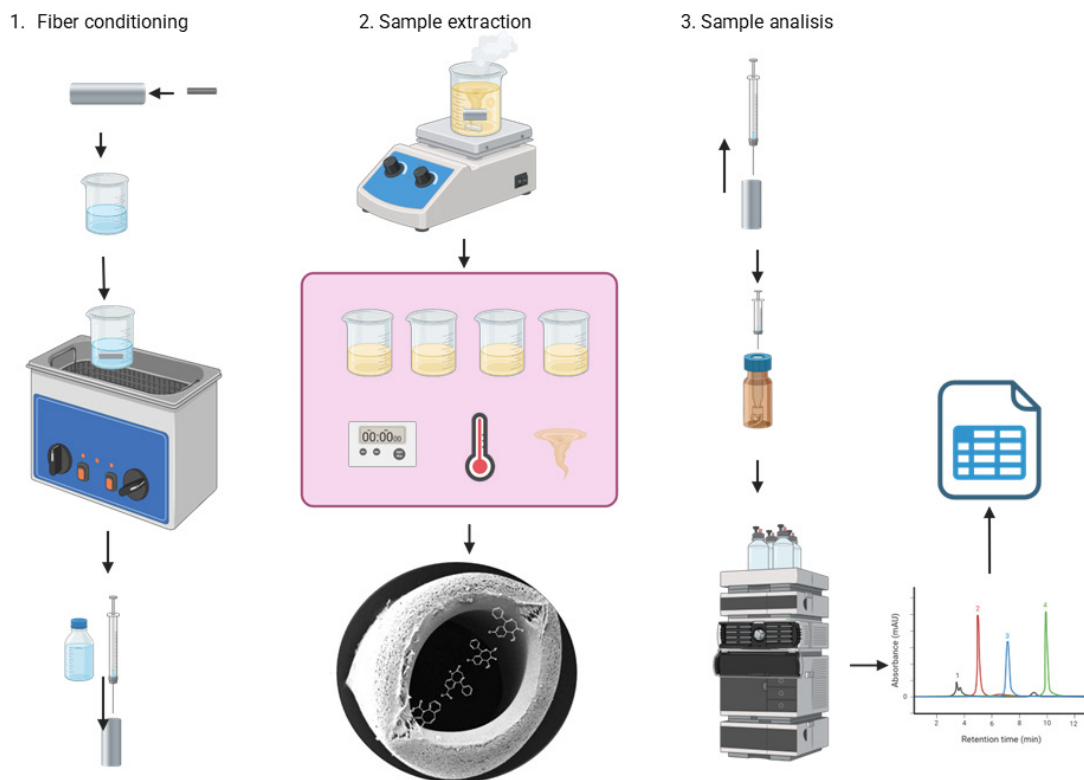 1. Fiber conditioning
2. Sample extraction
3. Sample analisis
00:00
Absorbance (mAU)
0
1
2
3
4
2
4
6
8
10
12
Retention time (min)